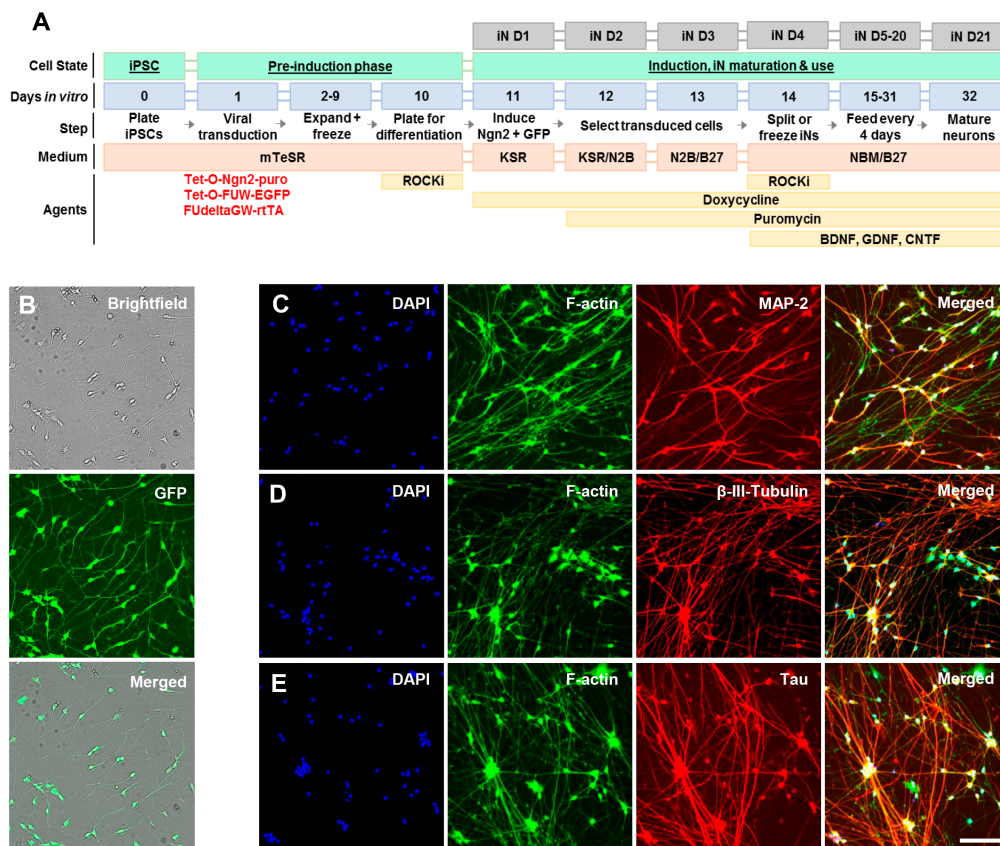 A
iN D1 iN D2 iN D3 iN D4 iN D5-20 iN D21
Cell State iPSC Pre-induction phase Induction, iN maturation & use
Days in vitro 0 1 2-9 10 11 12 13 14 15-31 32
Step Plate iPSCs Viral transduction Expand + freeze Plate for differentiation Induce Ngn2 + GFP Select transduced cells Split or freeze iNs Feed every 4 days Mature neurons
Medium mTeSR KSR KSR/N2B N2B/B27 NBM/B27
Agents
Tet-O-Ngn2-puro ROCKi ROCKi
Tet-O-FUW-EGFP Doxycycline
FUdeltaGW-rtTA Puromycin
BDNF, GDNF, CNTF
B Brightfield
GFP
Merged
C DAPI F-actin MAP-2 Merged
D DAPI F-actin β-III-Tubulin Merged
E DAPI F-actin Tau Merged